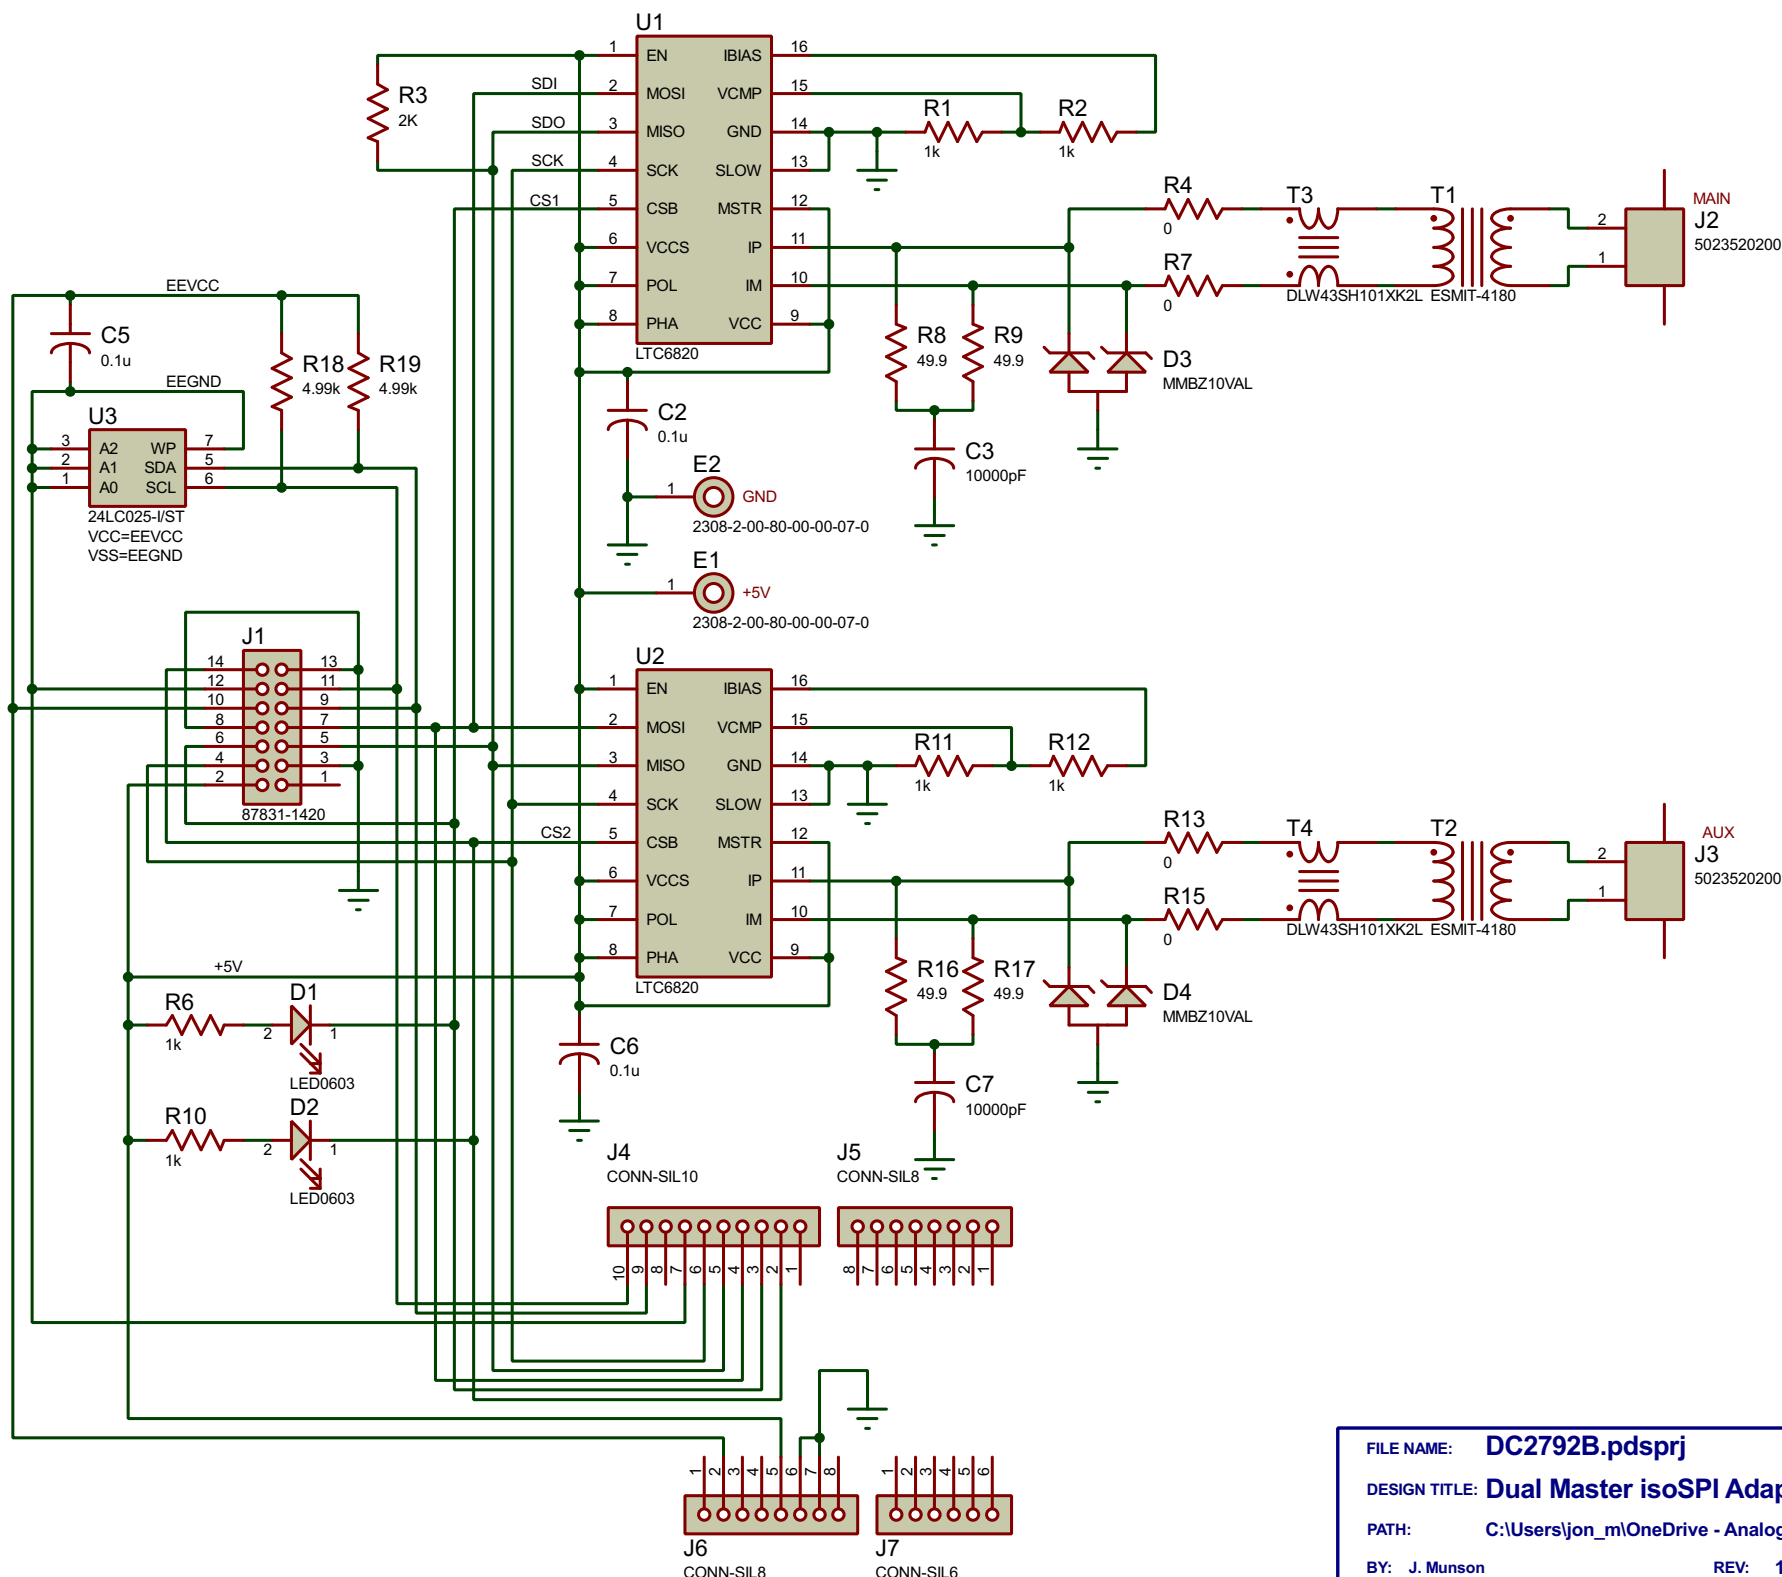 U1
1 EN IBIAS 16
SDI 2 MOSI VCMP 15
SDO 3 MISO GND 14
SCK 4 SCK SLOW 13
CS1 5 CSB MSTR 12
6 VCCS IP 11
7 POL IM 10
8 PHA VCC 9
LTC6820
R3
2K
R1
1k
R2
1k
R4
0
R7
0
T3
DLW43SH101XK2L
T1
ESMIT-4180
MAIN
J2
5023520200
2
1
R8
49.9
R9
49.9
D3
MMBZ10VAL
C3
10000pF
EEVCC
C5
0.1u
EEGND
R18
4.99k
R19
4.99k
U3
3 A2 WP 7
2 A1 SDA 5
1 A0 SCL 6
24LC025-I/ST
VCC=EEVCC
VSS=EEGND
C2
0.1u
E2
1 GND
2308-2-00-80-00-00-07-0
E1
1 +5V
2308-2-00-80-00-00-07-0
J1
14 13
12 11
10 9
8 7
6 5
4 3
2 1
87831-1420
U2
1 EN IBIAS 16
2 MOSI VCMP 15
3 MISO GND 14
4 SCK SLOW 13
CS2 5 CSB MSTR 12
6 VCCS IP 11
7 POL IM 10
8 PHA VCC 9
LTC6820
R11
1k
R12
1k
R13
0
R15
0
T4
DLW43SH101XK2L
T2
ESMIT-4180
AUX
J3
5023520200
2
1
R16
49.9
R17
49.9
D4
MMBZ10VAL
C7
10000pF
+5V
R6
1k
D1
2 1
LED0603
R10
1k
D2
2 1
LED0603
C6
0.1u
J4
CONN-SIL10
10 9 8 7 6 5 4 3 2 1
J5
CONN-SIL8
8 7 6 5 4 3 2 1
1 2 3 4 5 6 7 8
J6
CONN-SIL8
1 2 3 4 5 6
J7
CONN-SIL6
FILE NAME: DC2792B.pdsprj
DESIGN TITLE: Dual Master isoSPI Adap
PATH: C:\Users\jon_m\OneDrive - Analog
BY: J. Munson REV: 1